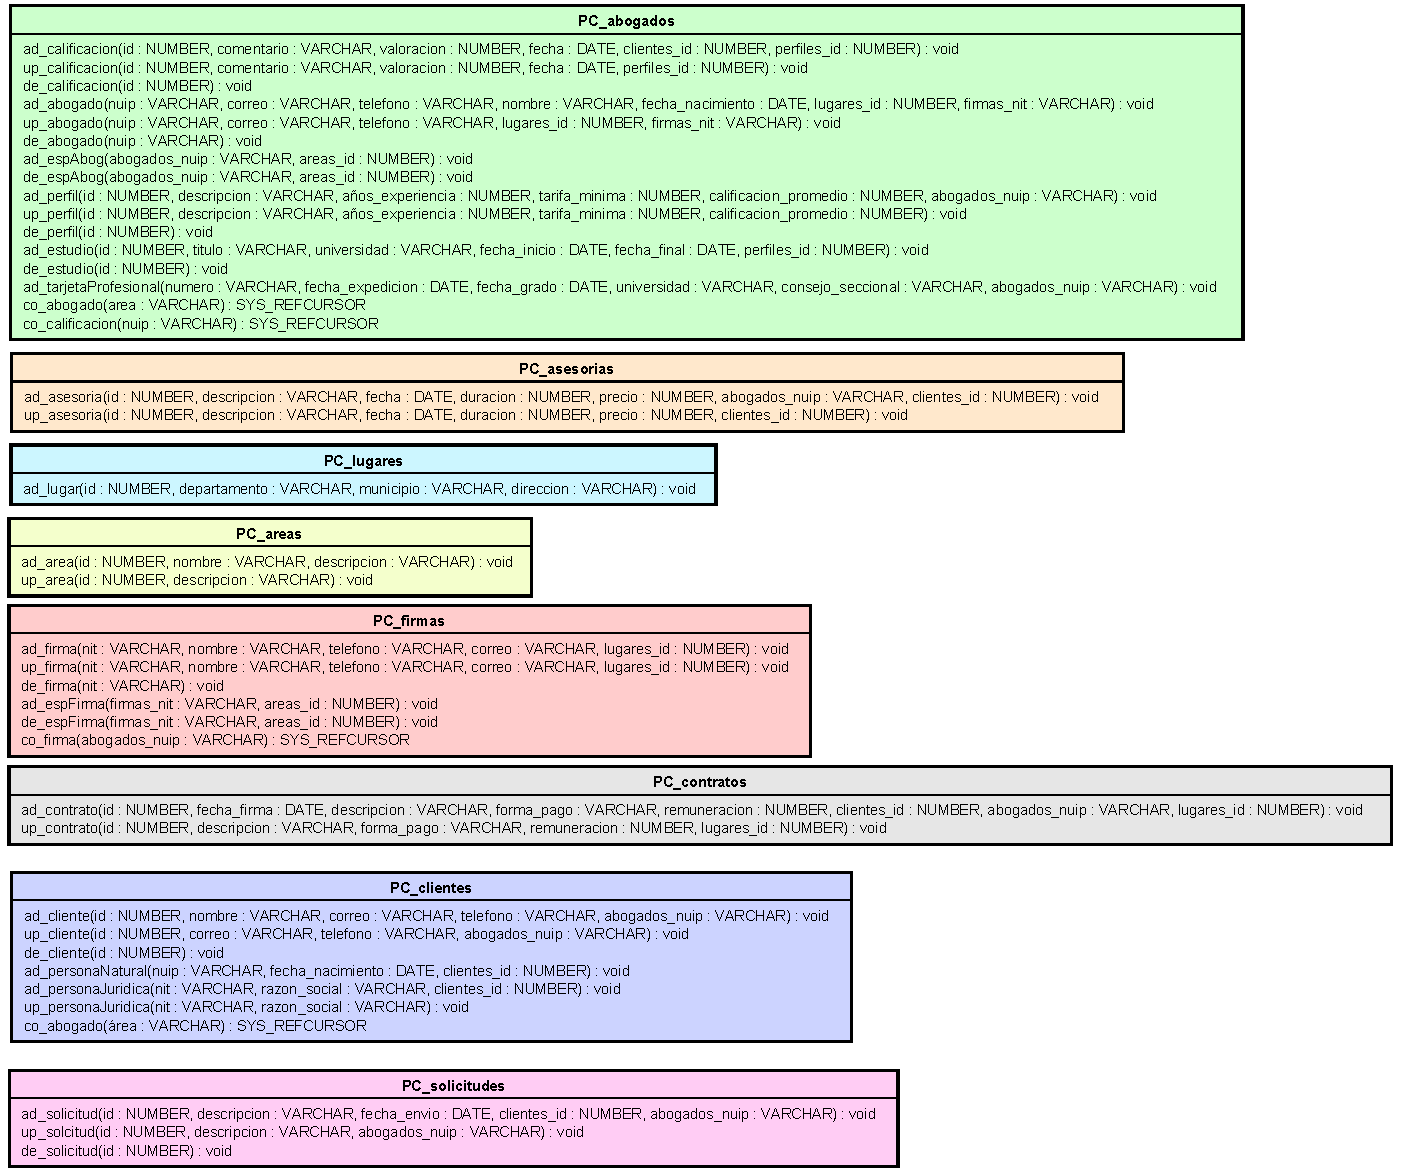 PC_abogados
ad_calificacion(id : NUMBER, comentario : VARCHAR, valoracion : NUMBER, fecha : DATE, clientes_id : NUMBER, perfiles_id : NUMBER) : void
up_calificacion(id : NUMBER, comentario : VARCHAR, valoracion : NUMBER, fecha : DATE, perfiles_id : NUMBER) : void
de_calificacion(id : NUMBER) : void
ad_abogado(nuip : VARCHAR, correo : VARCHAR, telefono : VARCHAR, nombre : VARCHAR, fecha_nacimiento : DATE, lugares_id : NUMBER, firmas_nit : VARCHAR) : void
up_abogado(nuip : VARCHAR, correo : VARCHAR, telefono : VARCHAR, lugares_id : NUMBER, firmas_nit : VARCHAR) : void
de_abogado(nuip : VARCHAR) : void
ad_espAbog(abogados_nuip : VARCHAR, areas_id : NUMBER) : void
de_espAbog(abogados_nuip : VARCHAR, areas_id : NUMBER) : void
ad_perfil(id : NUMBER, descripcion : VARCHAR, años_experiencia : NUMBER, tarifa_minima : NUMBER, calificacion_promedio : NUMBER, abogados_nuip : VARCHAR) : void
up_perfil(id : NUMBER, descripcion : VARCHAR, años_experiencia : NUMBER, tarifa_minima : NUMBER, calificacion_promedio : NUMBER) : void
de_perfil(id : NUMBER) : void
ad_estudio(id : NUMBER, titulo : VARCHAR, universidad : VARCHAR, fecha_inicio : DATE, fecha_final : DATE, perfiles_id : NUMBER) : void
de_estudio(id : NUMBER) : void
ad_tarjetaProfesional(numero : VARCHAR, fecha_expedicion : DATE, fecha_grado : DATE, universidad : VARCHAR, consejo_seccional : VARCHAR, abogados_nuip : VARCHAR) : void
co_abogado(area : VARCHAR) : SYS_REFCURSOR
co_calificacion(nuip : VARCHAR) : SYS_REFCURSOR
PC_asesorias
ad_asesoria(id : NUMBER, descripcion : VARCHAR, fecha : DATE, duracion : NUMBER, precio : NUMBER, abogados_nuip : VARCHAR, clientes_id : NUMBER) : void
up_asesoria(id : NUMBER, descripcion : VARCHAR, fecha : DATE, duracion : NUMBER, precio : NUMBER, clientes_id : NUMBER) : void
PC_lugares
ad_lugar(id : NUMBER, departamento : VARCHAR, municipio : VARCHAR, direccion : VARCHAR) : void
PC_areas
ad_area(id : NUMBER, nombre : VARCHAR, descripcion : VARCHAR) : void
up_area(id : NUMBER, descripcion : VARCHAR) : void
PC_firmas
ad_firma(nit : VARCHAR, nombre : VARCHAR, telefono : VARCHAR, correo : VARCHAR, lugares_id : NUMBER) : void
up_firma(nit : VARCHAR, nombre : VARCHAR, telefono : VARCHAR, correo : VARCHAR, lugares_id : NUMBER) : void
de_firma(nit : VARCHAR) : void
ad_espFirma(firmas_nit : VARCHAR, areas_id : NUMBER) : void
de_espFirma(firmas_nit : VARCHAR, areas_id : NUMBER) : void
co_firma(abogados_nuip : VARCHAR) : SYS_REFCURSOR
PC_contratos
ad_contrato(id : NUMBER, fecha_firma : DATE, descripcion : VARCHAR, forma_pago : VARCHAR, remuneracion : NUMBER, clientes_id : NUMBER, abogados_nuip : VARCHAR, lugares_id : NUMBER) : void
up_contrato(id : NUMBER, descripcion : VARCHAR, forma_pago : VARCHAR, remuneracion : NUMBER, lugares_id : NUMBER) : void
PC_clientes
ad_cliente(id : NUMBER, nombre : VARCHAR, correo : VARCHAR, telefono : VARCHAR, abogados_nuip : VARCHAR) : void
up_cliente(id : NUMBER, correo : VARCHAR, telefono : VARCHAR, abogados_nuip : VARCHAR) : void
de_cliente(id : NUMBER) : void
ad_personaNatural(nuip : VARCHAR, fecha_nacimiento : DATE, clientes_id : NUMBER) : void
ad_personaJuridica(nit : VARCHAR, razon_social : VARCHAR, clientes_id : NUMBER) : void
up_personaJuridica(nit : VARCHAR, razon_social : VARCHAR) : void
co_abogado(área : VARCHAR) : SYS_REFCURSOR
PC_solicitudes
ad_solicitud(id : NUMBER, descripcion : VARCHAR, fecha_envio : DATE, clientes_id : NUMBER, abogados_nuip : VARCHAR) : void
up_solcitud(id : NUMBER, descripcion : VARCHAR, abogados_nuip : VARCHAR) : void
de_solicitud(id : NUMBER) : void